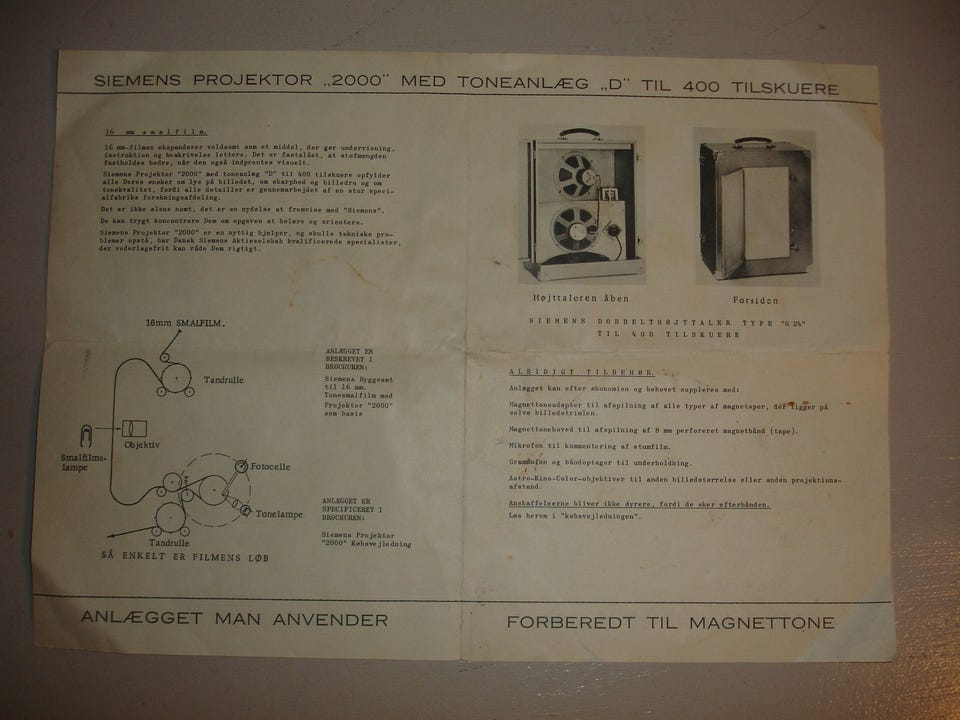 SIEMENS PROJEKTOR „2000" MED TONEANLÆG „D" TIL 400 TILSKUERE
16 mm smalfilm.
16 mm-filmen ekspanderer voldsomt som et middel, der gør undervisning,
instruktion og beskrivelse lettere. Det er fastslået, at stofmængden
fastholdes bedre, når den også indprentes visuelt.
Siemens Projektor "2000" med toneanlæg "D" til 400 tilskuere opfylder
alle Deres ønsker om lys på billedet, om skarphed og billedro og om
tonekvalitet, fordi alle detailler er gennemarbejdet af en stor speci-
alfabriks forskningsafdeling.
Det er ikke alene nemt, det er en nydelse at fremvise med "Siemens".
De kan trygt koncentrere Dem om opgaven at belære og orientere.
Siemens Projektor "2000" er en nyttig hjælper, og skulle tekniske pro-
blemer opstå, har Dansk Siemens Aktieselskab kvalificerede specialister,
der vederlagsfrit kan råde Dem rigtigt.
16mm SMALFILM.
Tandrulle
Objektiv
Smalfilms-
lampe
Fotocelle
Tonelampe
Tandrulle
SÅ ENKELT ER FILMENS LØB
ANLÆGGET ER
BESKREVET I
BROCHUREN:
Siemens Byggesæt
til 16 mm.
Tonesmalfilm med
Projektor "2000"
som basis
ANLÆGGET ER
SPECIFICERET I
BROCHUREN:
Siemens Projektor
"2000" Købsvejledning
ANLÆGGET MAN ANVENDER
Højttaleren åben
Forsiden
SIEMENS DOBBELTHØJTTALER TYPE "G 24"
TIL 400 TILSKUERE
ALSIDIGT TILBEHØR.
Anlægget kan efter økonomien og behovet suppleres med:
Magnettoneadapter til afspilning af alle typer af magnetspor, der ligger på
selve billedstrimlen.
Magnettonehoved til afspilning af 8 mm perforeret magnetbånd (tape).
Mikrofon til kommentering af stumfilm.
Grammofon og båndoptager til underholdning.
Astro-Kino-Color-objektiver til anden billedstørrelse eller anden projektions-
afstand.
Anskaffelserne bliver ikke dyrere, fordi de sker efterhånden.
Læs herom i "købsvejledningen".
FORBEREDT TIL MAGNETTONE